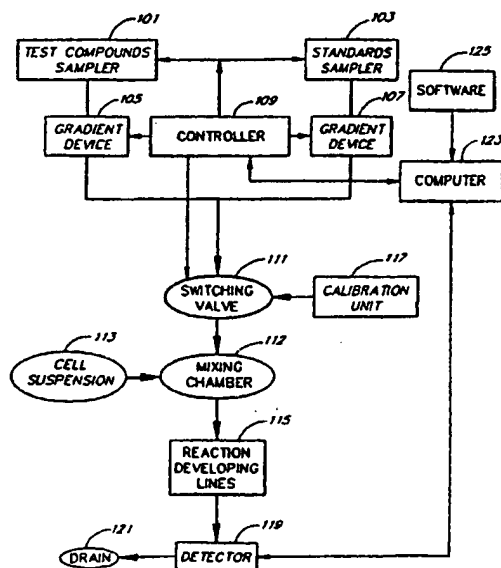 101
TEST COMPOUNDS
SAMPLER
103
STANDARDS
SAMPLER
125
SOFTWARE
105
GRADIENT
DEVICE
109
CONTROLLER
107
GRADIENT
DEVICE
123
COMPUTER
111
SWITCHING
VALVE
117
CALIBRATION
UNIT
113
CELL
SUSPENSION
112
MIXING
CHAMBER
115
REACTION
DEVELOPING
LINES
121
DRAIN
119
DETECTOR